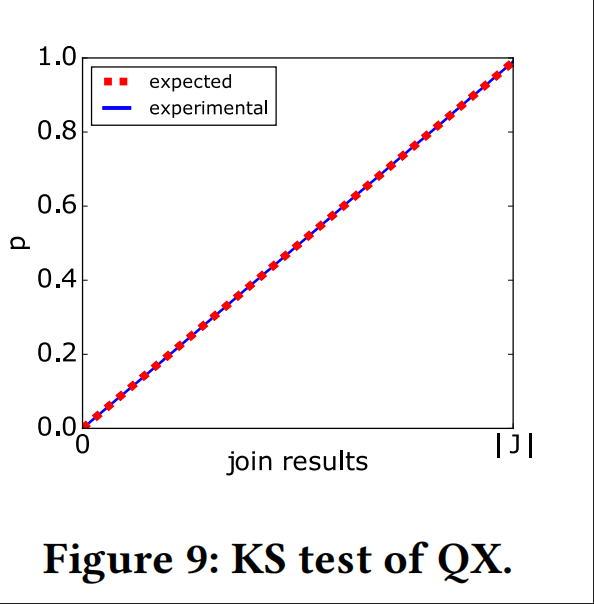 1.0
expected
experimental
0.8
0.6
p
0.4
0.2
0.0
0
|J|
join results
Figure 9: KS test of QX.